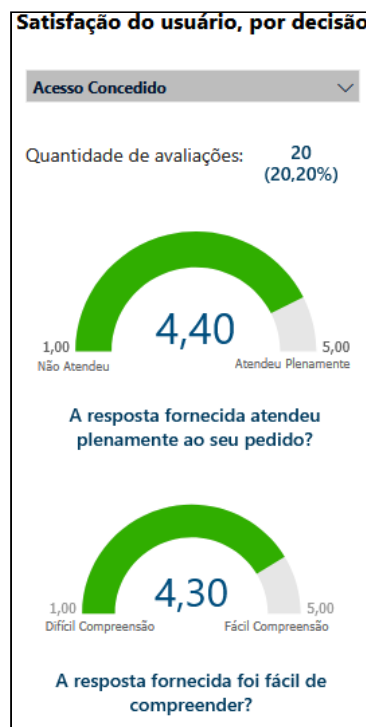 Satisfação do usuário, por decisão
Acesso Concedido
Quantidade de avaliações: 20
(20,20%)
4,40
1,00 5,00
Não Atendeu Atendeu Plenamente
A resposta fornecida atendeu
plenamente ao seu pedido?
4,30
1,00 5,00
Difícil Compreensão Fácil Compreensão
A resposta fornecida foi fácil de
compreender?